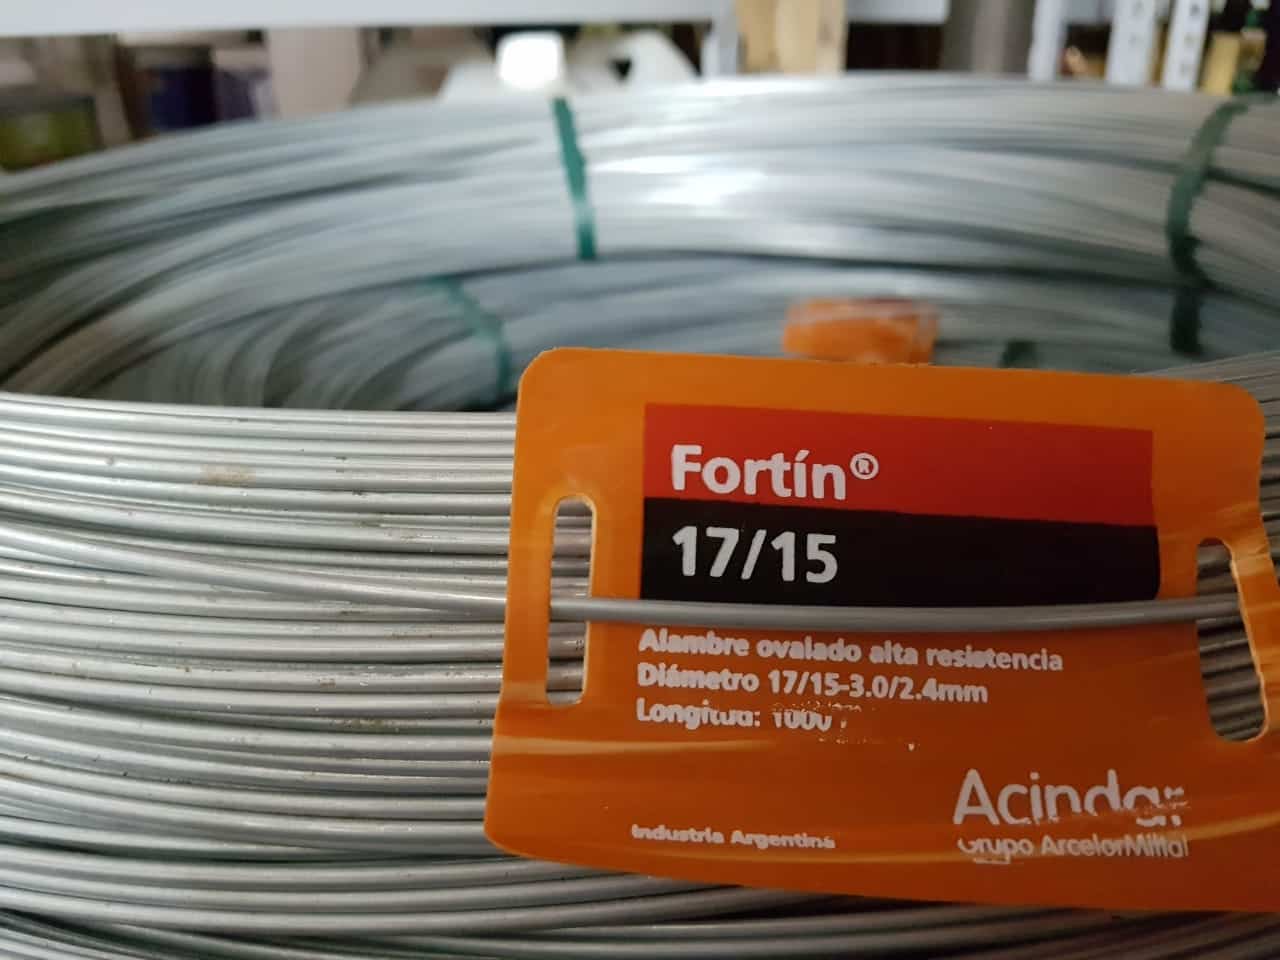 Fortín®
17/15
Alambre ovalado alta resistencia
Diámetro 17/15-3.0/2.4mm
Longitud: 1000
Industria Argentina
Acindar
Grupo ArcelorMittal